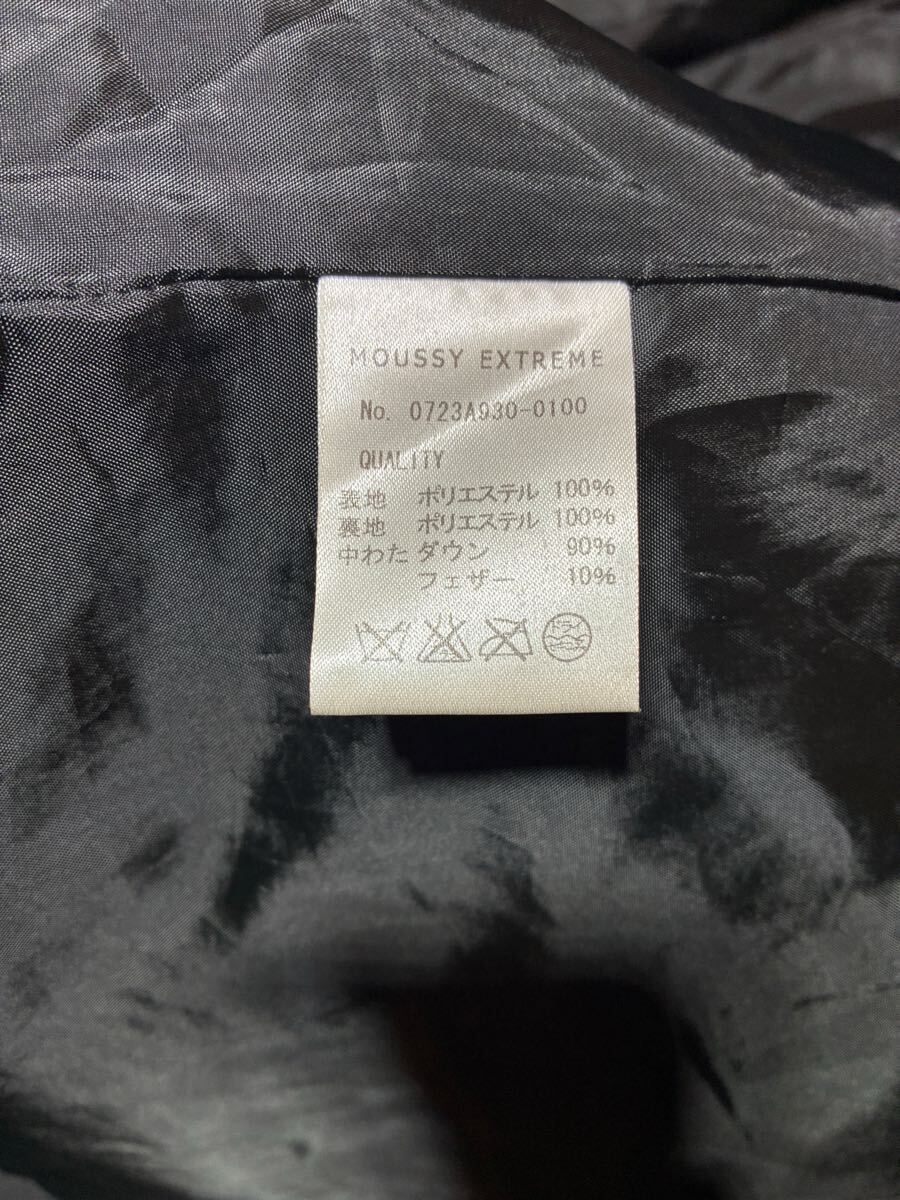 MOUSSY EXTREME
No. 0723A930-0100
QUALITY
表地 ポリエステル 100%
裏地 ポリエステル 100%
中わた ダウン 90%
フェザー 10%